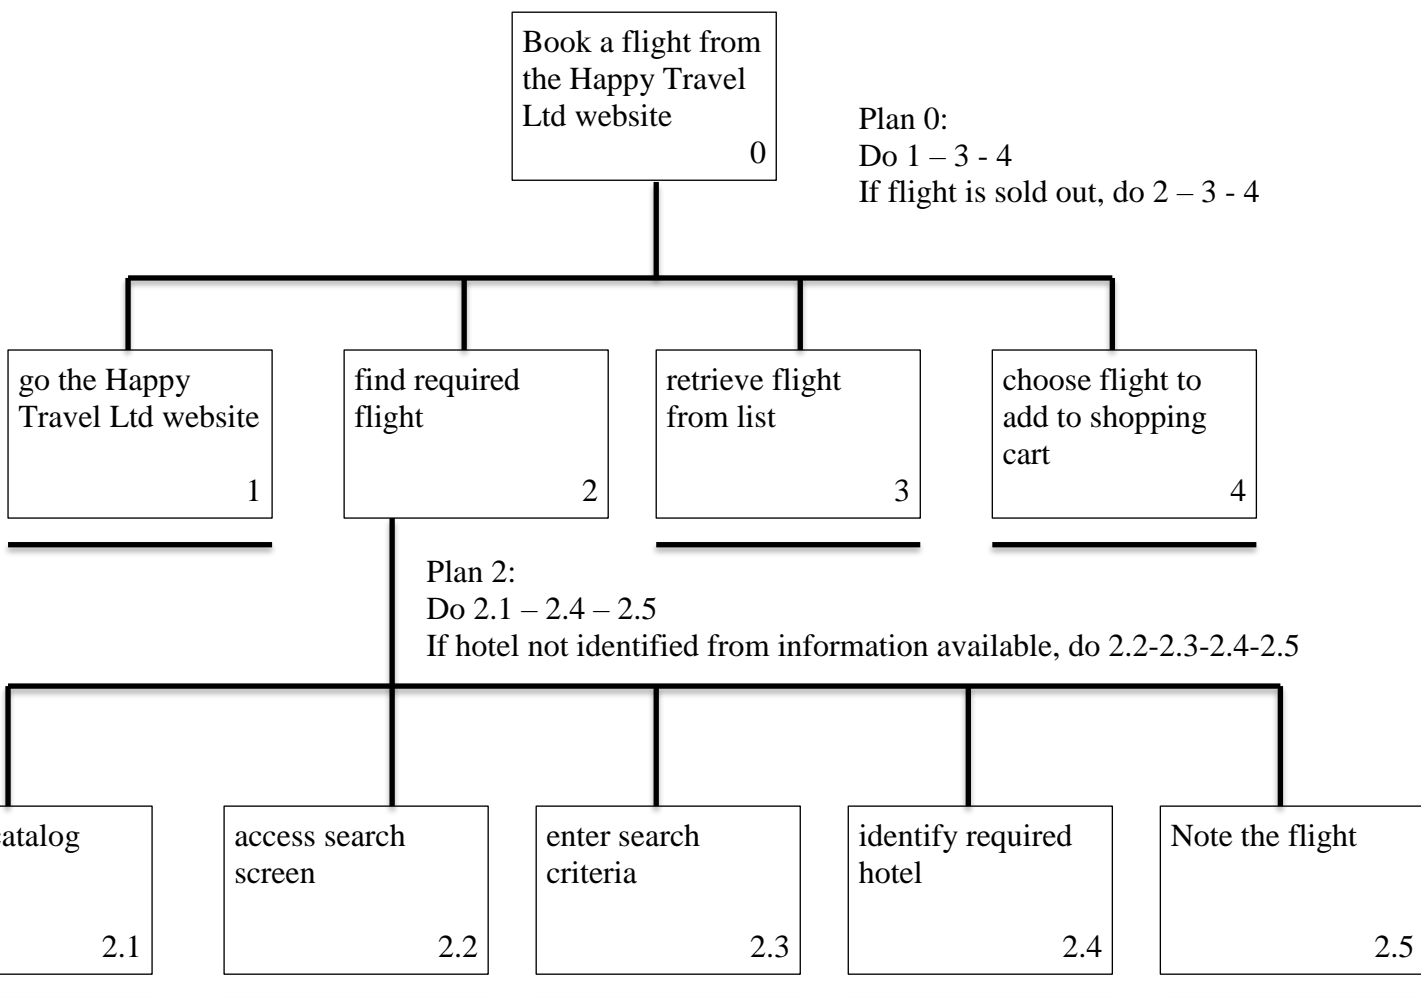 Book a flight from
the Happy Travel
Ltd website
0
Plan 0:
Do 1 – 3 - 4
If flight is sold out, do 2 – 3 - 4
go the Happy
Travel Ltd website
1
find required
flight
2
retrieve flight
from list
3
choose flight to
add to shopping
cart
4
Plan 2:
Do 2.1 – 2.4 – 2.5
If hotel not identified from information available, do 2.2-2.3-2.4-2.5
2.1
access search
screen
2.2
enter search
criteria
2.3
identify required
hotel
2.4
Note the flight
2.5